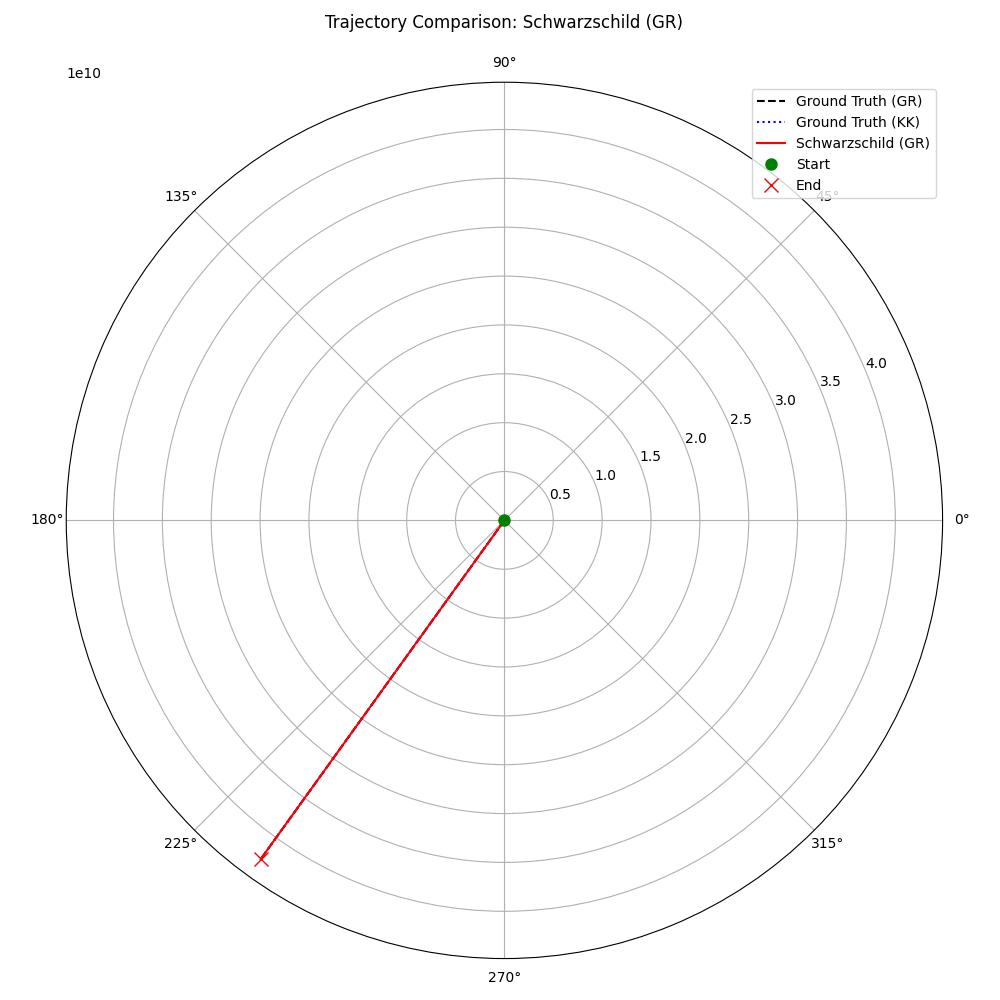 Trajectory Comparison: Schwarzschild (GR)
1e10
90°
Ground Truth (GR)
Ground Truth (KK)
Schwarzschild (GR)
Start
End
135°
45°
4.0
3.5
3.0
2.5
2.0
1.5
1.0
0.5
180°
0°
225°
315°
270°